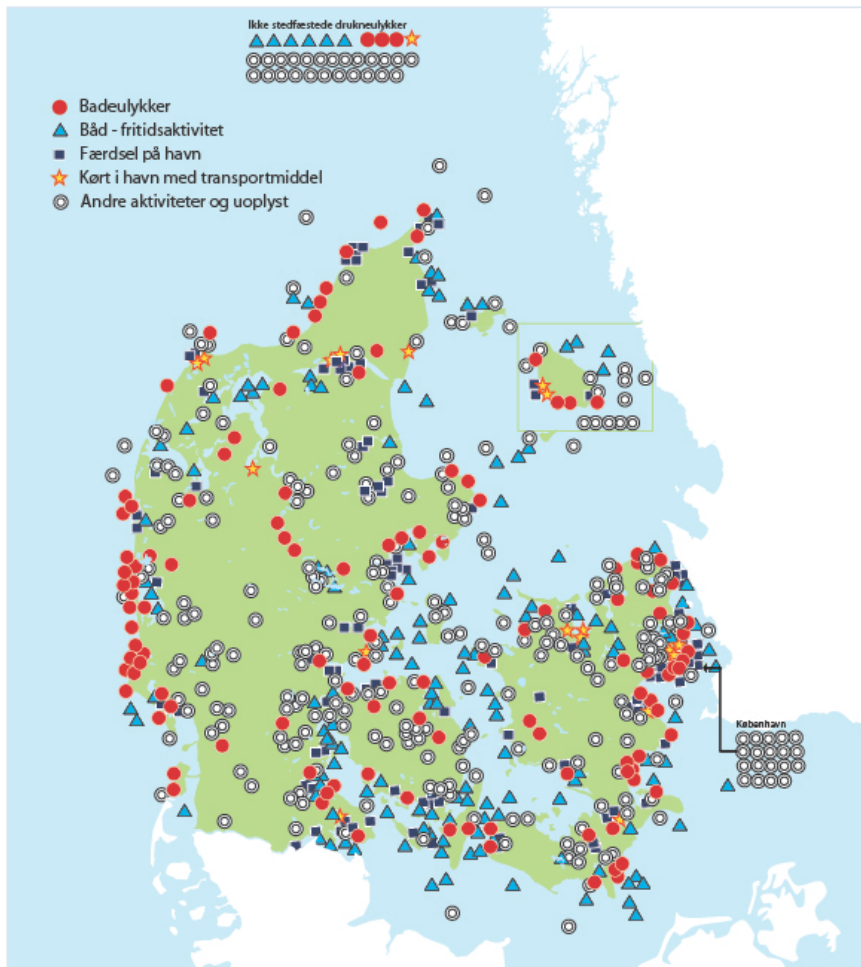 Ikke stedfæstede drukneulykker
Badeulykker
Båd - fritidsaktivitet
Færdsel på havn
Kørt i havn med transportmiddel
Andre aktiviteter og uoplyst
København